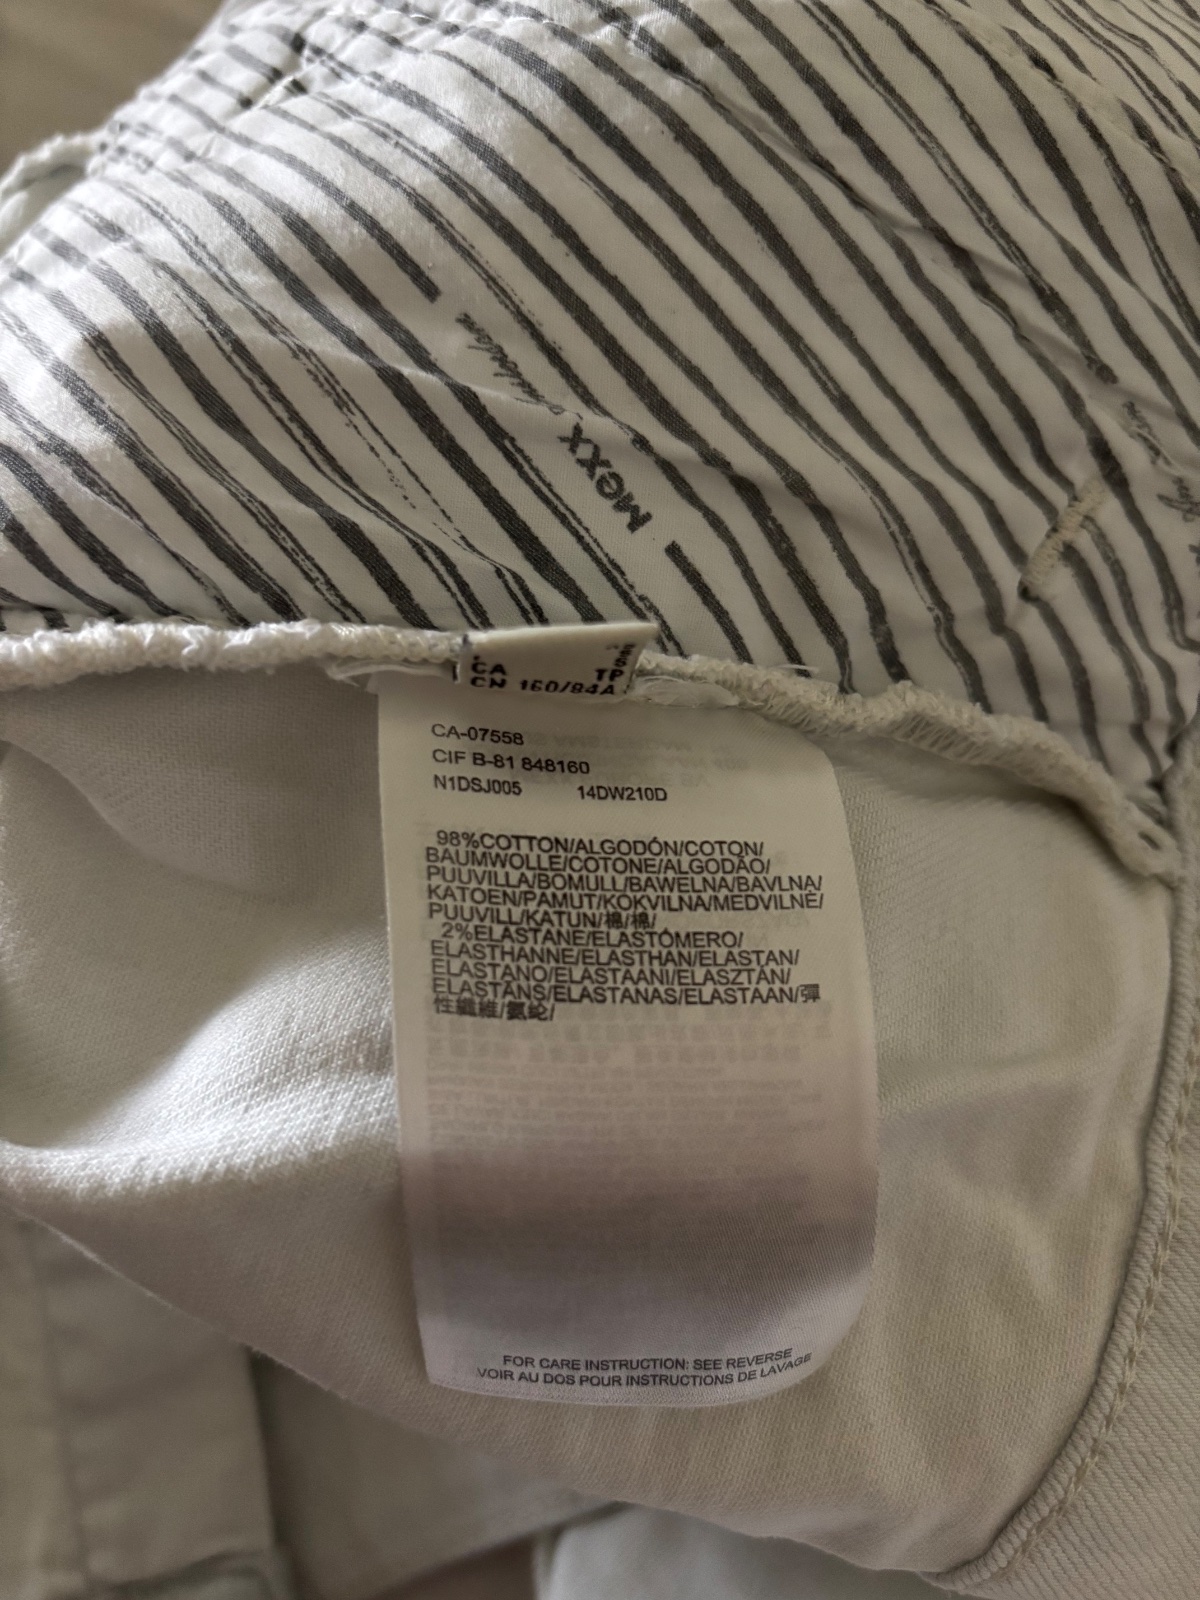 Mexx
CA TP
CN 160/84A
CA-07558
CIF B-81 848160
N1DSJ005 14DW210D
98%COTTON/ALGODÓN/COTON/
BAUMWOLLE/COTONE/ALGODÃO/
PUUVILLA/BOMULL/BAWELNA/BAVLNA/
KATOEN/PAMUT/KOKVILNA/MEDVILNĖ/
PUUVILL/KATUN/棉/棉/
2%ELASTANE/ELASTÓMERO/
ELASTHANNE/ELASTHAN/ELASTAN/
ELASTANO/ELASTAANI/ELASZTÁN/
ELASTĀNS/ELASTANAS/ELASTAAN/彈
性纖維/氨纶/
FOR CARE INSTRUCTION: SEE REVERSE
VOIR AU DOS POUR INSTRUCTIONS DE LAVAGE